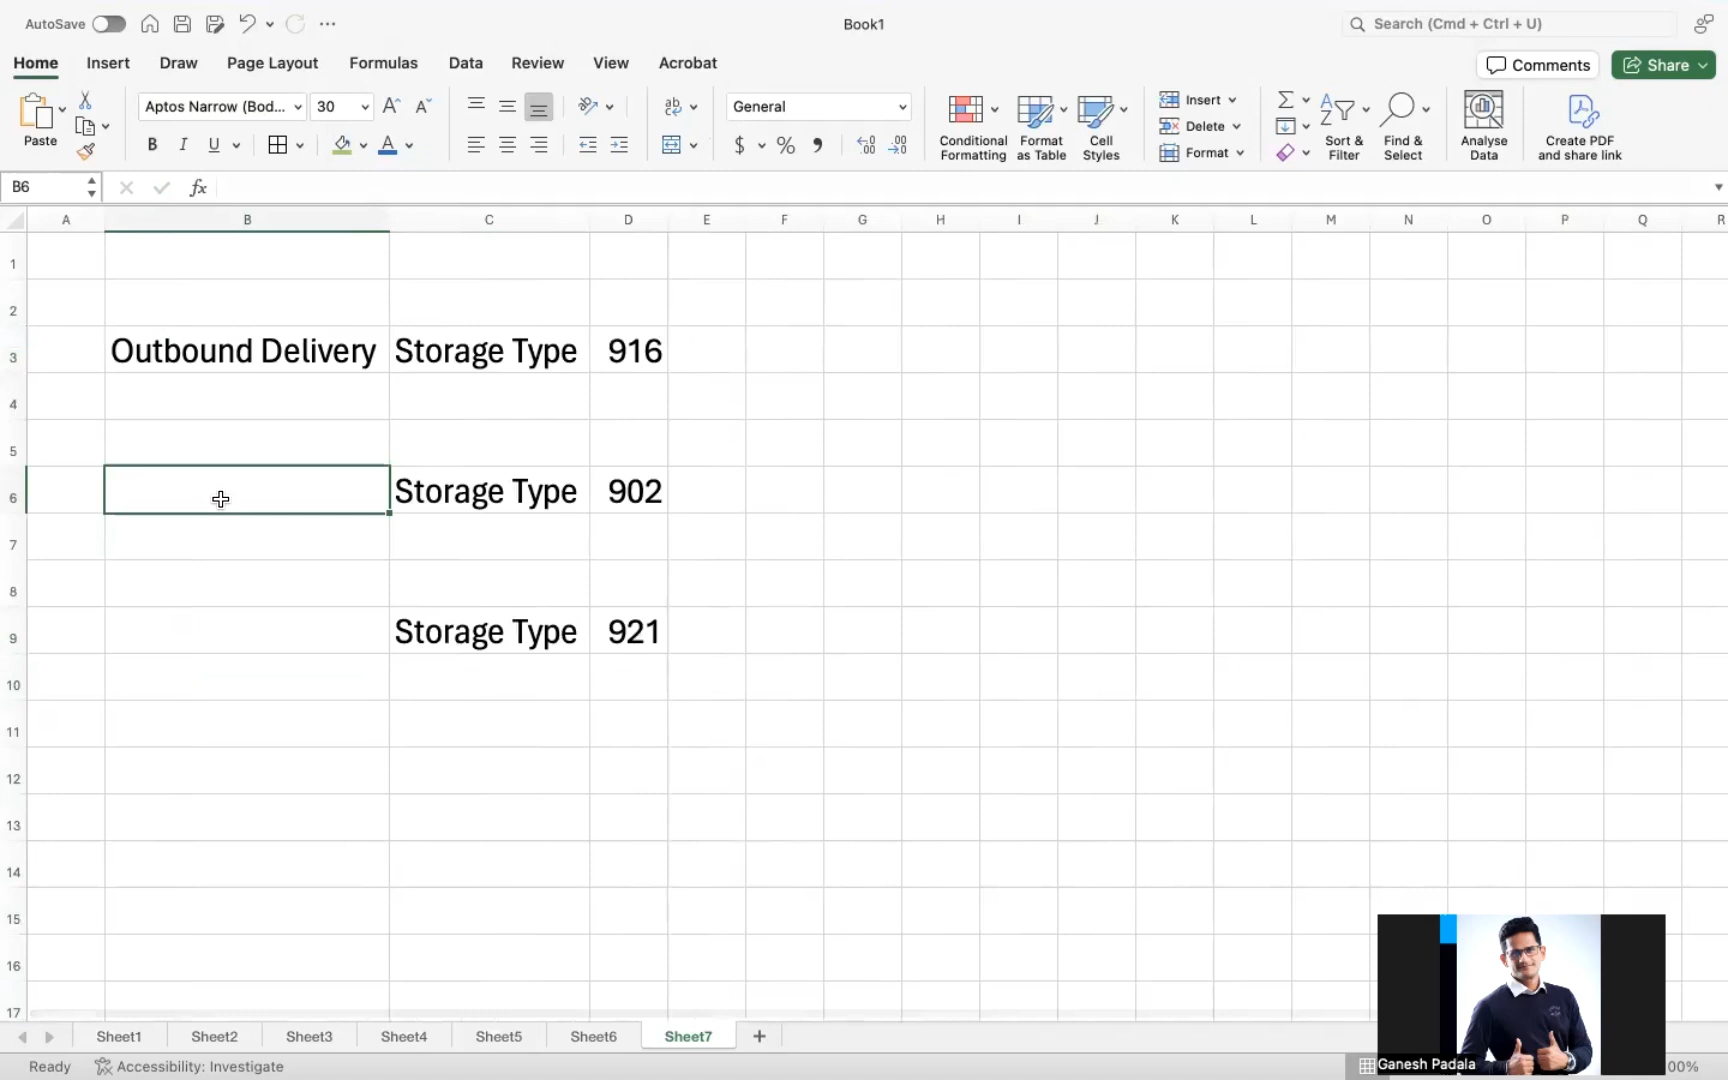 AutoSave
Book1
Search (Cmd + Ctrl + U)
Home Insert Draw Page Layout Formulas Data Review View Acrobat
Comments
Share
Paste
Aptos Narrow (Bod... 30
B I U
General
$ %
Conditional Formatting
Format as Table
Cell Styles
Insert
Delete
Format
Sort & Filter
Find & Select
Analyse Data
Create PDF and share link
B6
fx
A B C D E F G H I J K L M N O P Q R
1
2
3 Outbound Delivery Storage Type 916
4
5
6 Storage Type 902
7
8
9 Storage Type 921
10
11
12
13
14
15
16
17
Sheet1 Sheet2 Sheet3 Sheet4 Sheet5 Sheet6 Sheet7 +
Ready Accessibility: Investigate
Ganesh Padala
00%